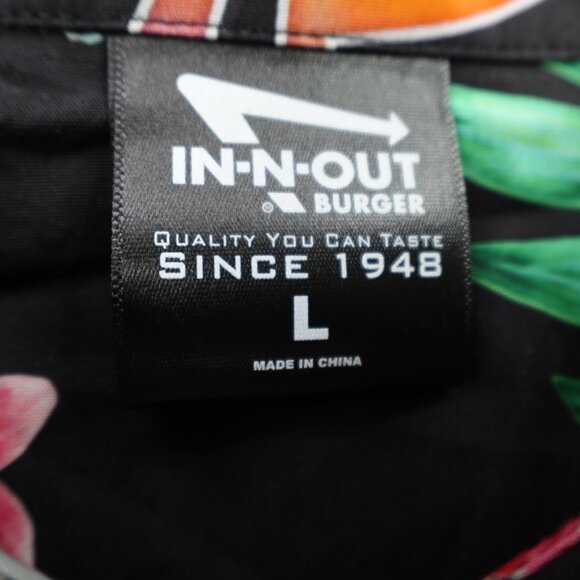 IN-N-OUT
® BURGER
QUALITY YOU CAN TASTE
SINCE 1948
L
MADE IN CHINA